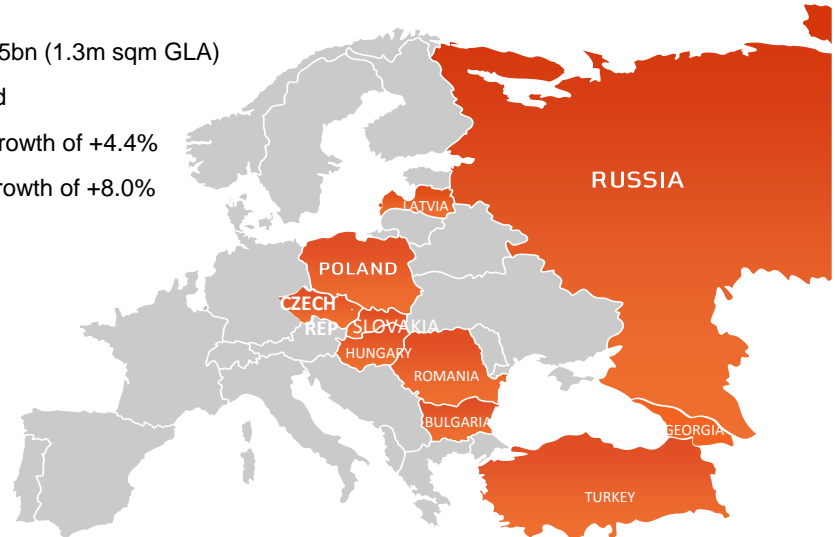 5bn (1.3m sqm GLA)
d
rowth of +4.4%
rowth of +8.0%
RUSSIA
LATVIA
POLAND
CZECH
REP
SLOVAKIA
HUNGARY
ROMANIA
BULGARIA
GEORGIA
TURKEY